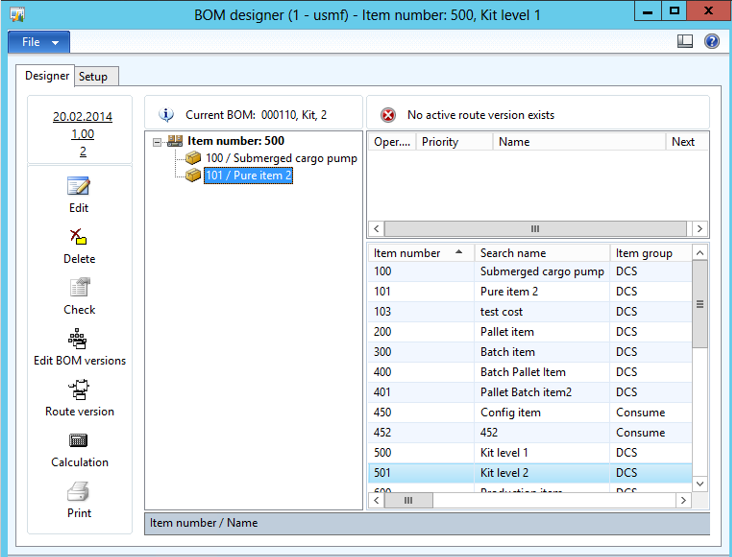 BOM designer (1 - usmf) - Item number: 500, Kit level 1
File
Designer
Setup
20.02.2014
1,00
2
Edit
Delete
Check
Edit BOM versions
Route version
Calculation
Print
Current BOM: 000110, Kit, 2
Item number: 500
100 / Submerged cargo pump
101 / Pure item 2
No active route version exists
Oper.... Priority Name Next
Item number Search name Item group
100 Submerged cargo pump DCS
101 Pure item 2 DCS
103 test cost DCS
200 Pallet item DCS
300 Batch item DCS
400 Batch Pallet Item DCS
401 Pallet Batch item2 DCS
450 Config item Consume
452 452 Consume
500 Kit level 1 DCS
501 Kit level 2 DCS
600 Production item DCS
Item number / Name